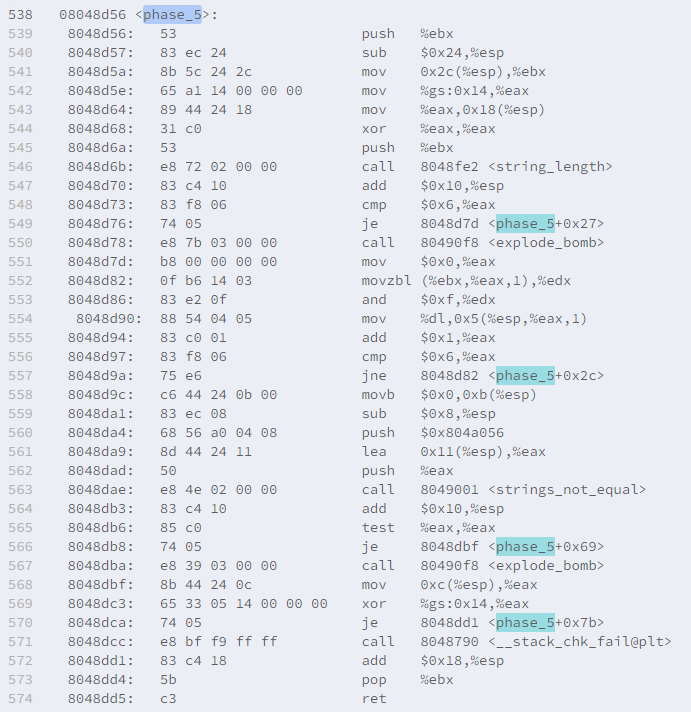 538 08048d56 <phase_5>:
539 8048d56: 53 push %ebx
540 8048d57: 83 ec 24 sub $0x24,%esp
541 8048d5a: 8b 5c 24 2c mov 0x2c(%esp),%ebx
542 8048d5e: 65 a1 14 00 00 00 mov %gs:0x14,%eax
543 8048d64: 89 44 24 18 mov %eax,0x18(%esp)
544 8048d68: 31 c0 xor %eax,%eax
545 8048d6a: 53 push %ebx
546 8048d6b: e8 72 02 00 00 call 8048fe2 <string_length>
547 8048d70: 83 c4 10 add $0x10,%esp
548 8048d73: 83 f8 06 cmp $0x6,%eax
549 8048d76: 74 05 je 8048d7d <phase_5+0x27>
550 8048d78: e8 7b 03 00 00 call 80490f8 <explode_bomb>
551 8048d7d: b8 00 00 00 00 mov $0x0,%eax
552 8048d82: 0f b6 14 03 movzbl (%ebx,%eax,1),%edx
553 8048d86: 83 e2 0f and $0xf,%edx
554 8048d90: 88 54 04 05 mov %dl,0x5(%esp,%eax,1)
555 8048d94: 83 c0 01 add $0x1,%eax
556 8048d97: 83 f8 06 cmp $0x6,%eax
557 8048d9a: 75 e6 jne 8048d82 <phase_5+0x2c>
558 8048d9c: c6 44 24 0b 00 movb $0x0,0xb(%esp)
559 8048da1: 83 ec 08 sub $0x8,%esp
560 8048da4: 68 56 a0 04 08 push $0x804a056
561 8048da9: 8d 44 24 11 lea 0x11(%esp),%eax
562 8048dad: 50 push %eax
563 8048dae: e8 4e 02 00 00 call 8049001 <strings_not_equal>
564 8048db3: 83 c4 10 add $0x10,%esp
565 8048db6: 85 c0 test %eax,%eax
566 8048db8: 74 05 je 8048dbf <phase_5+0x69>
567 8048dba: e8 39 03 00 00 call 80490f8 <explode_bomb>
568 8048dbf: 8b 44 24 0c mov 0xc(%esp),%eax
569 8048dc3: 65 33 05 14 00 00 00 xor %gs:0x14,%eax
570 8048dca: 74 05 je 8048dd1 <phase_5+0x7b>
571 8048dcc: e8 bf f9 ff ff call 8048790 <__stack_chk_fail@plt>
572 8048dd1: 83 c4 18 add $0x18,%esp
573 8048dd4: 5b pop %ebx
574 8048dd5: c3 ret